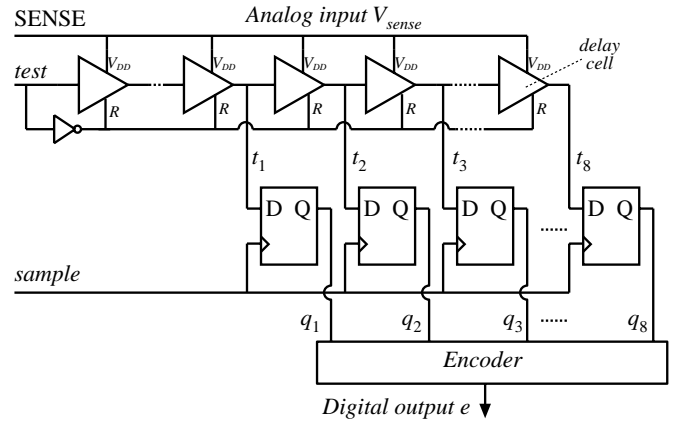 SENSE Analog input V_sense
test V_DD V_DD V_DD V_DD V_DD delay cell
R R R R R
t_1 t_2 t_3 t_8
D Q D Q D Q D Q
......
sample
q_1 q_2 q_3 ...... q_8
Encoder
Digital output e